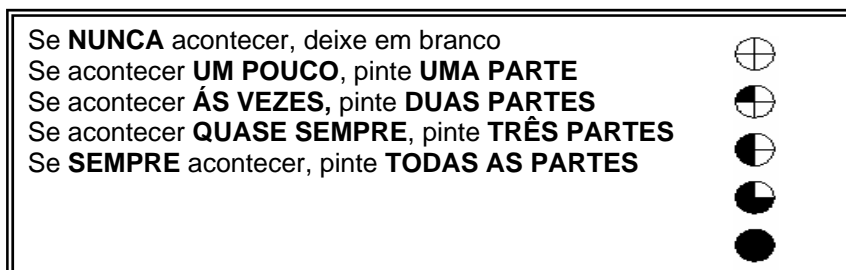 Se NUNCA acontecer, deixe em branco
Se acontecer UM POUCO, pinte UMA PARTE
Se acontecer ÁS VEZES, pinte DUAS PARTES
Se acontecer QUASE SEMPRE, pinte TRÊS PARTES
Se SEMPRE acontecer, pinte TODAS AS PARTES